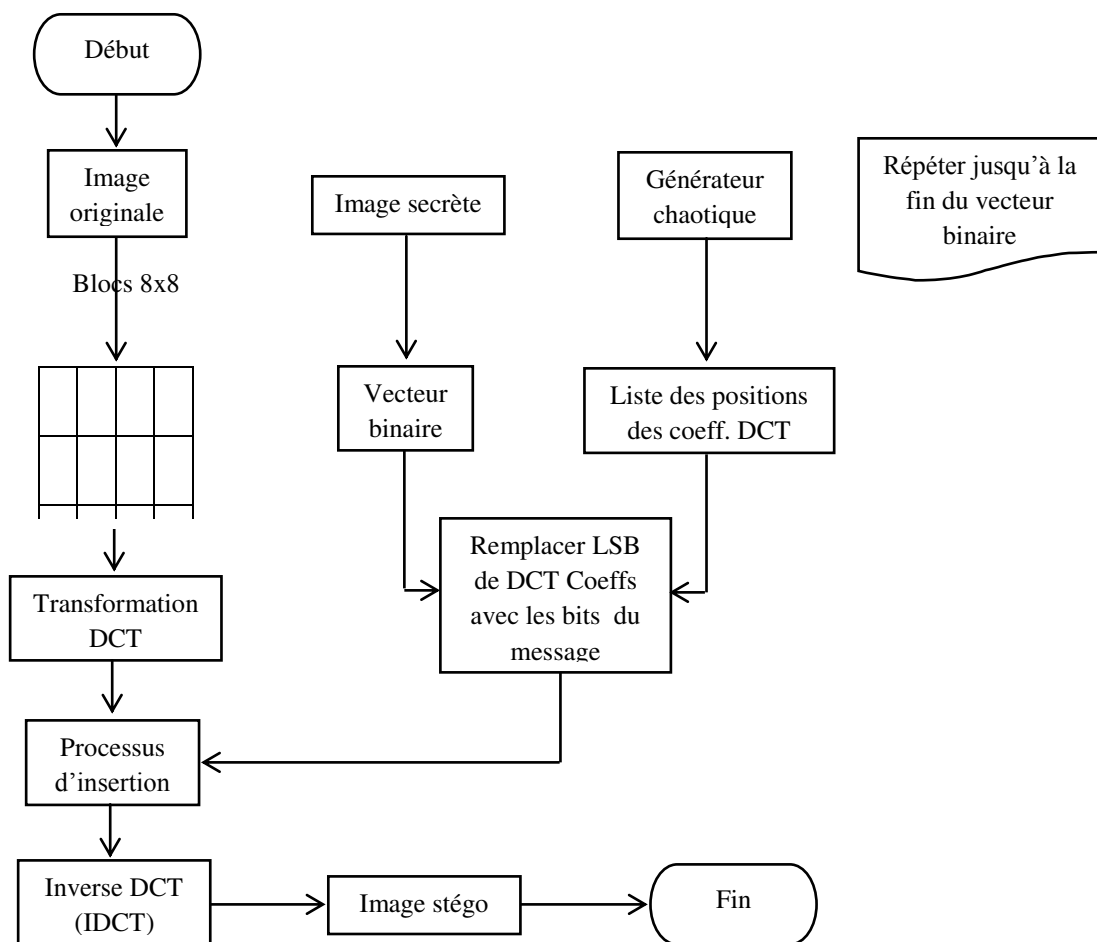 Début
Image
originale
Image secrète
Générateur
chaotique
Répéter jusqu'à la
fin du vecteur
binaire
Blocs 8x8
Vecteur
binaire
Liste des positions
des coeff. DCT
Remplacer LSB
de DCT Coeffs
avec les bits du
message
Transformation
DCT
Processus
d'insertion
Inverse DCT
(IDCT)
Image stégo
Fin